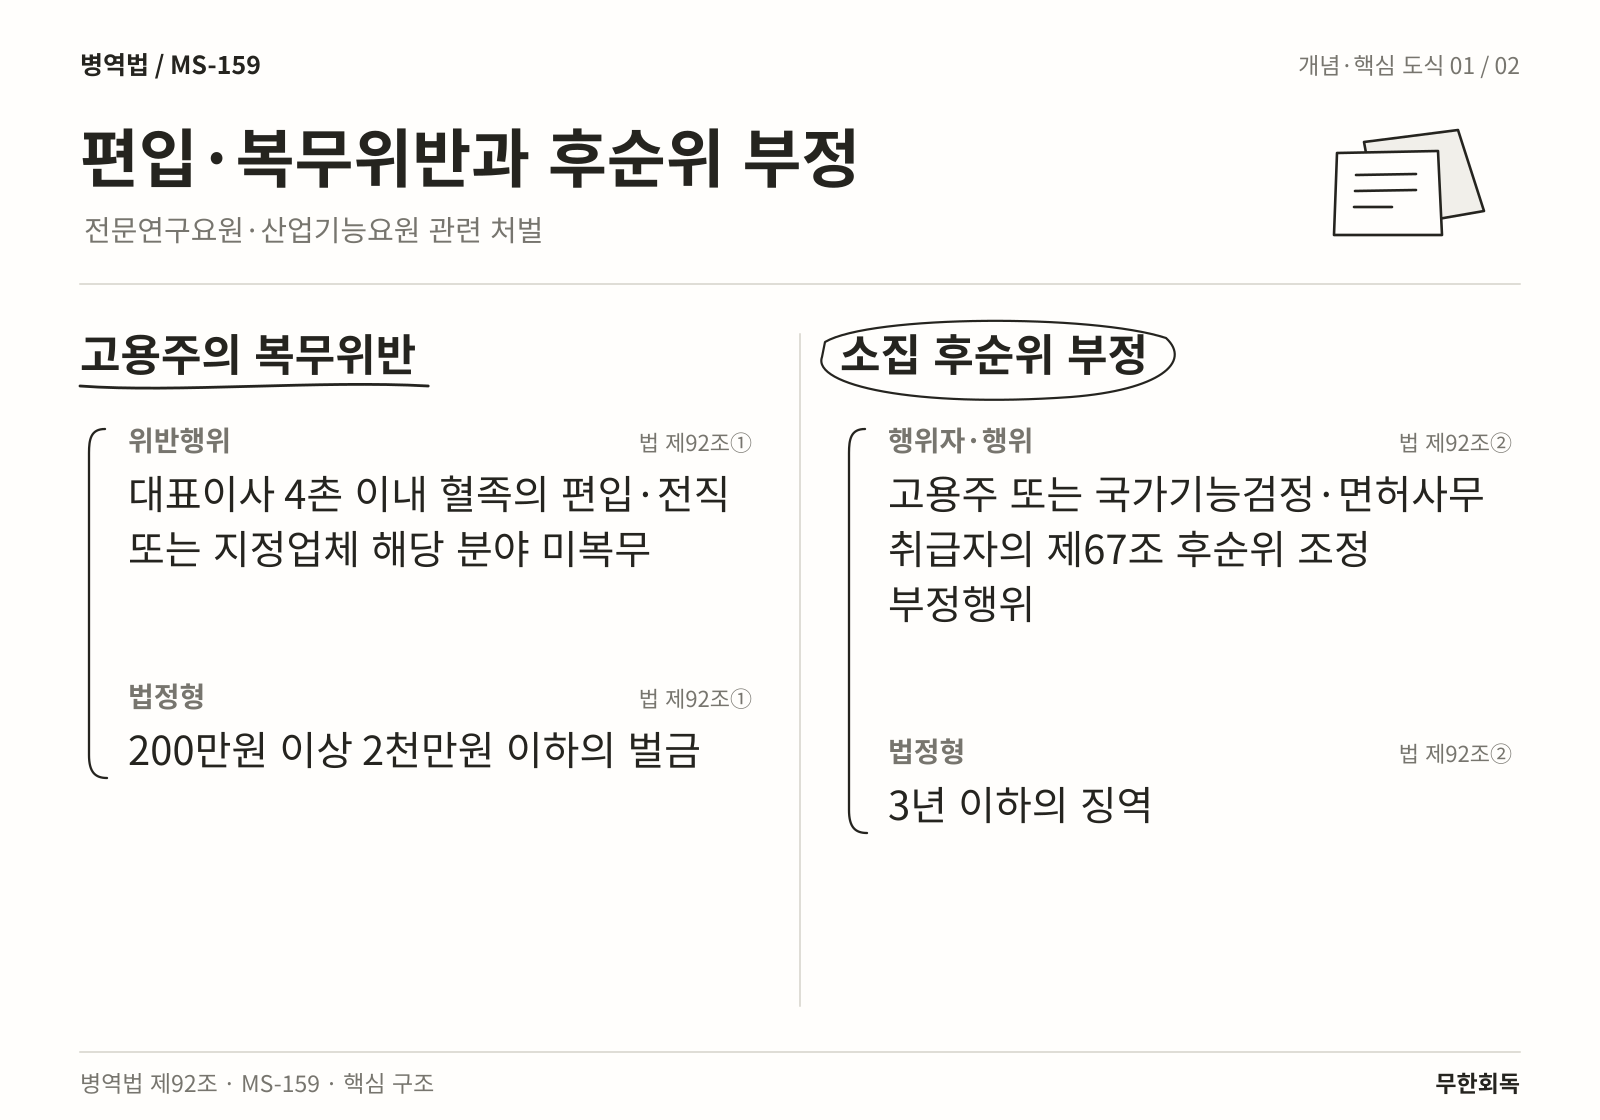 병역법 / MS-159
개념·핵심 도식 01 / 02
편입·복무위반과 후순위 부정
전문연구요원·산업기능요원 관련 처벌
고용주의 복무위반
위반행위
법 제92조①
대표이사 4촌 이내 혈족의 편입·전직
또는 지정업체 해당 분야 미복무
법정형
법 제92조①
200만원 이상 2천만원 이하의 벌금
소집 후순위 부정
행위자·행위
법 제92조②
고용주 또는 국가기능검정·면허사무
취급자의 제67조 후순위 조정
부정행위
법정형
법 제92조②
3년 이하의 징역
병역법 제92조 · MS-159 · 핵심 구조
무한회독